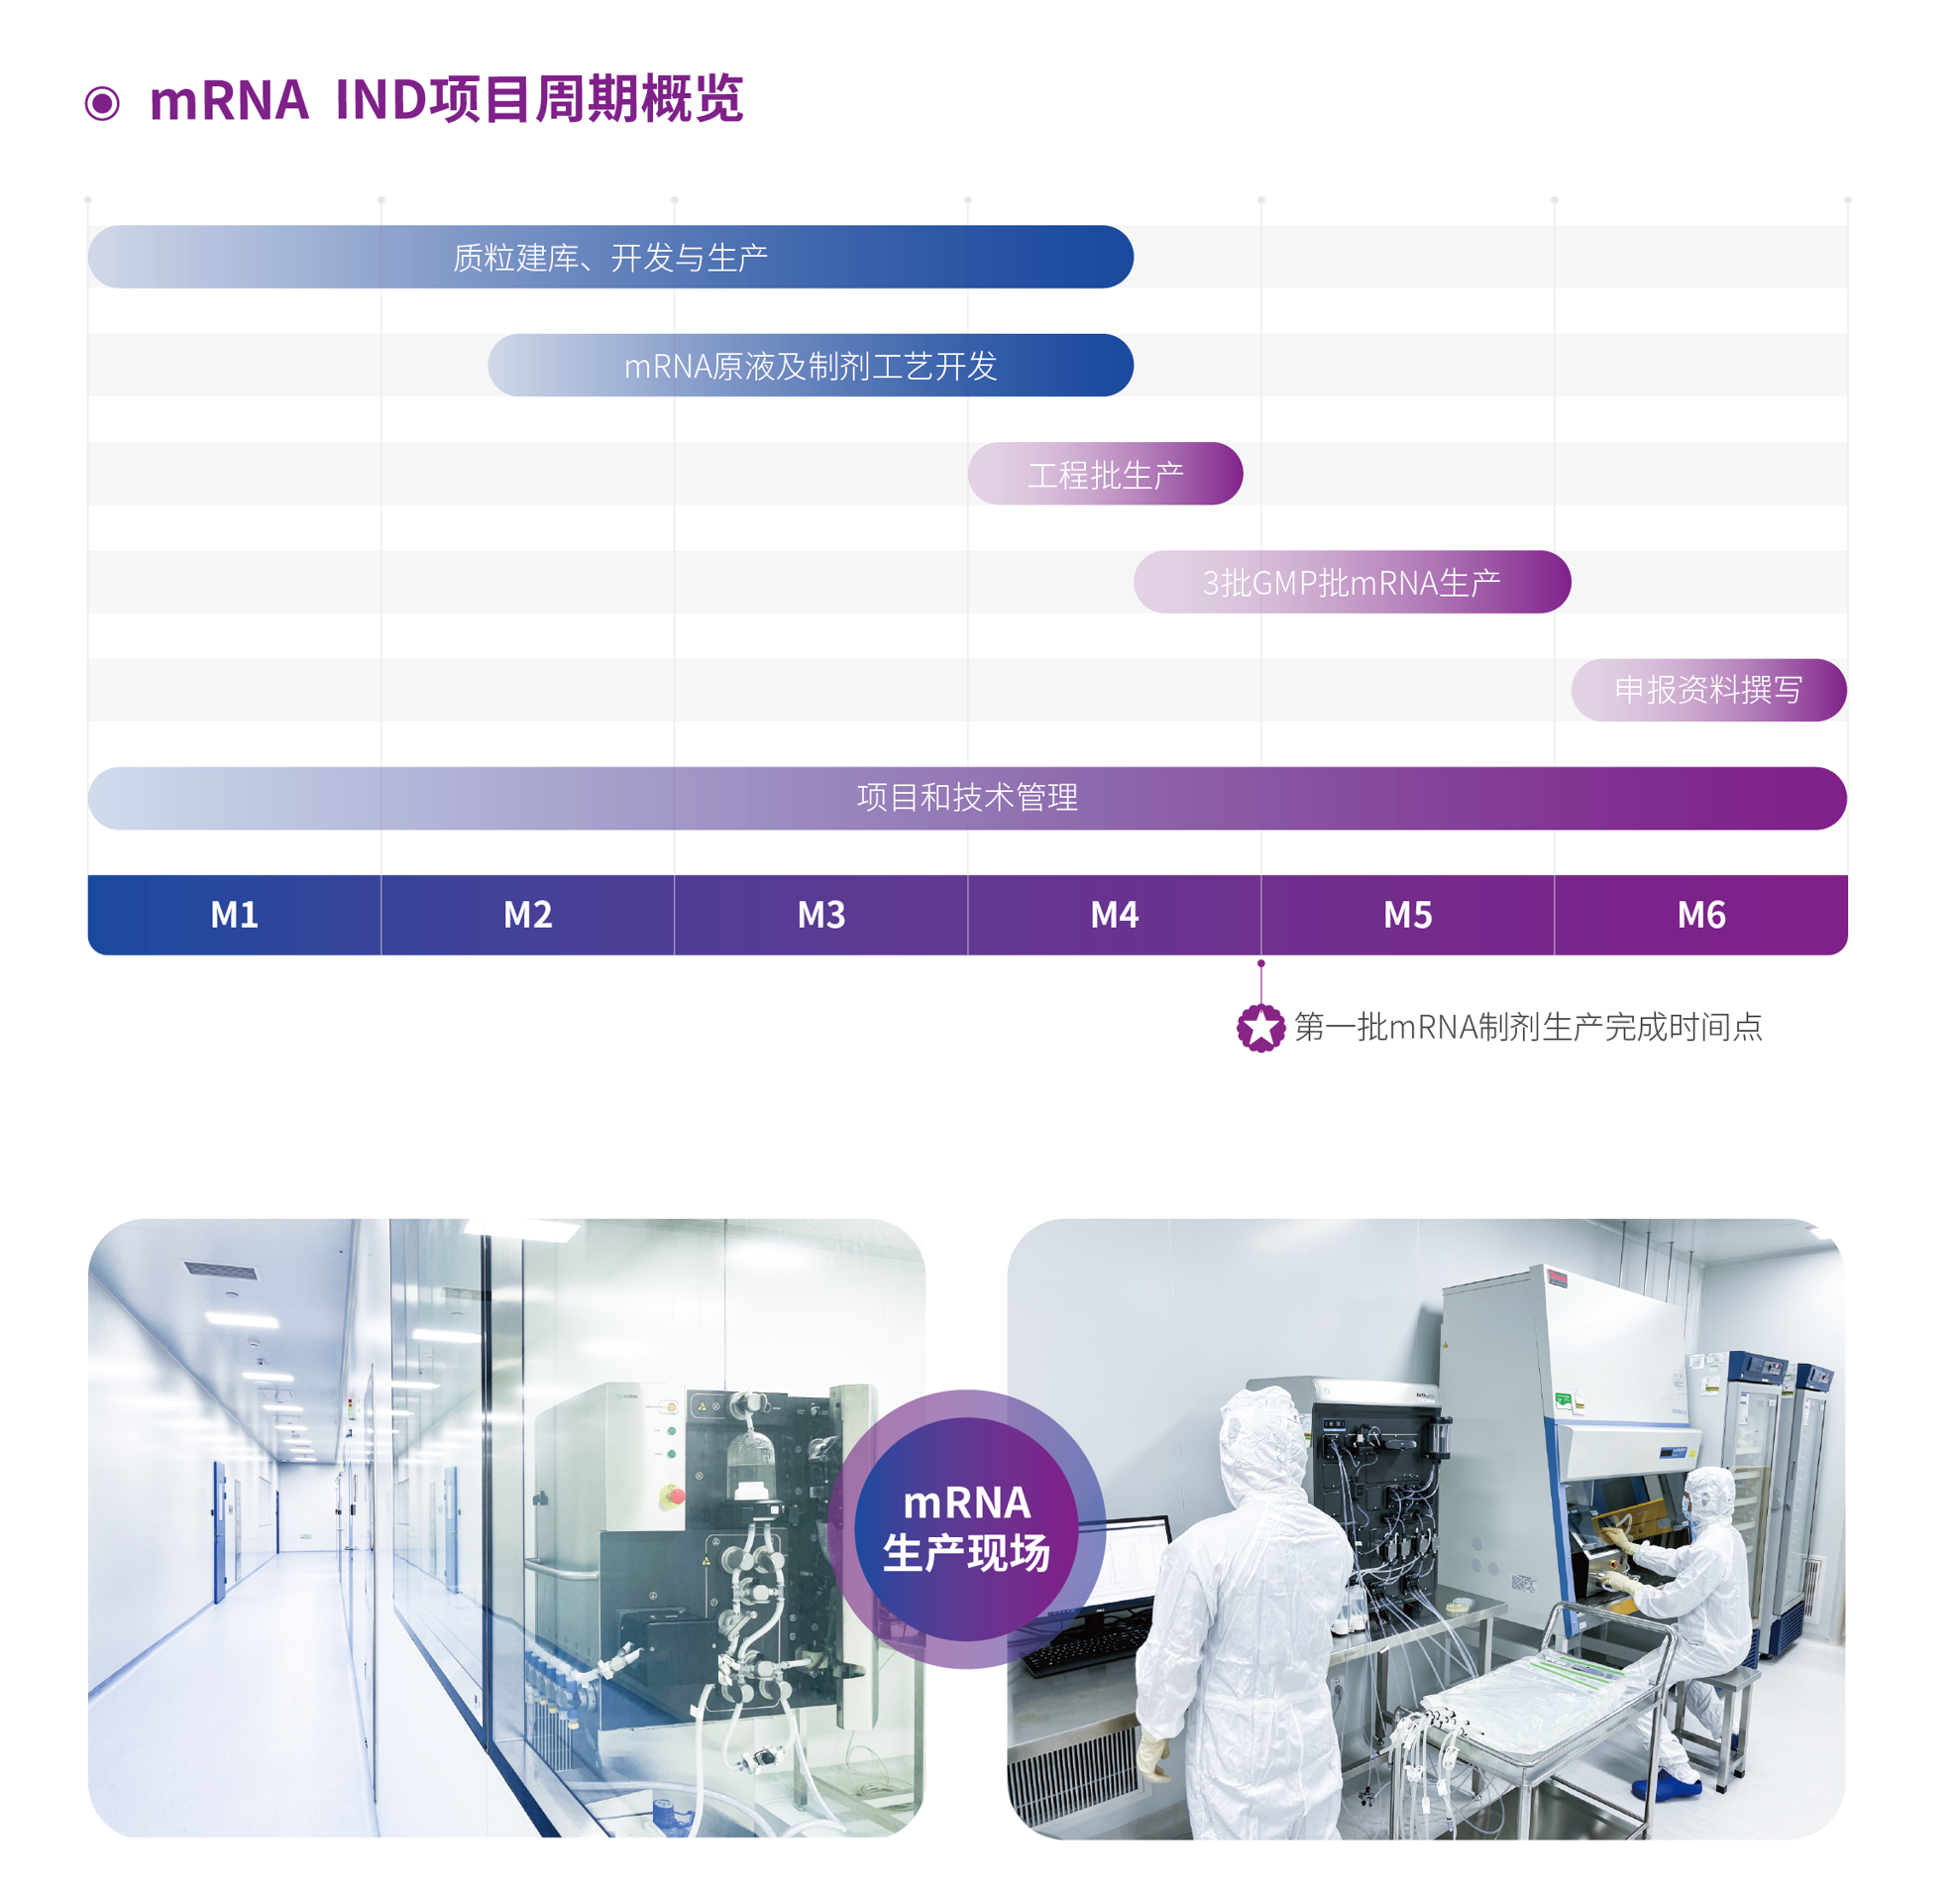 mRNA IND项目周期概览
质粒建库、开发与生产
mRNA原液及制剂工艺开发
工程批生产
3批GMP批mRNA生产
申报资料撰写
项目和技术管理
M1 M2 M3 M4 M5 M6
第一批mRNA制剂生产完成时间点
mRNA
生产现场